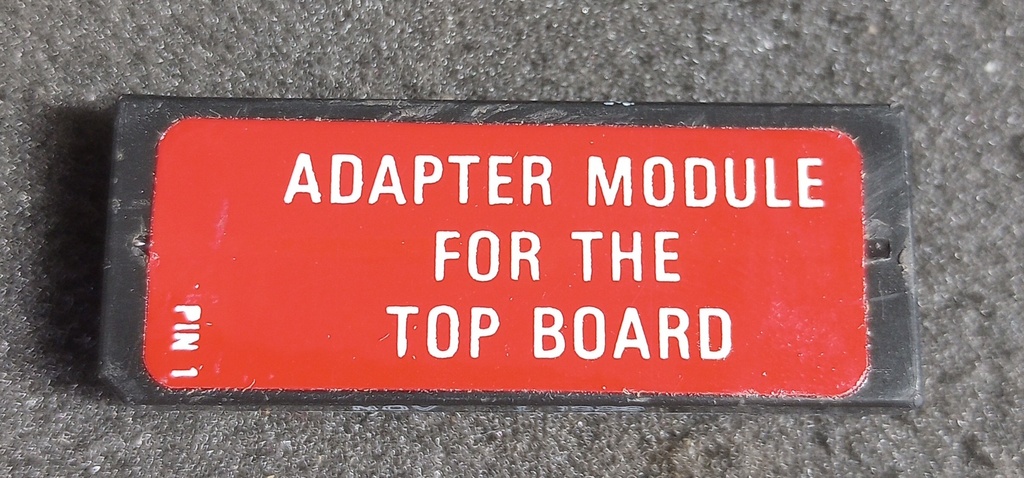 ADAPTER MODULE
FOR THE
TOP BOARD
PIN 1